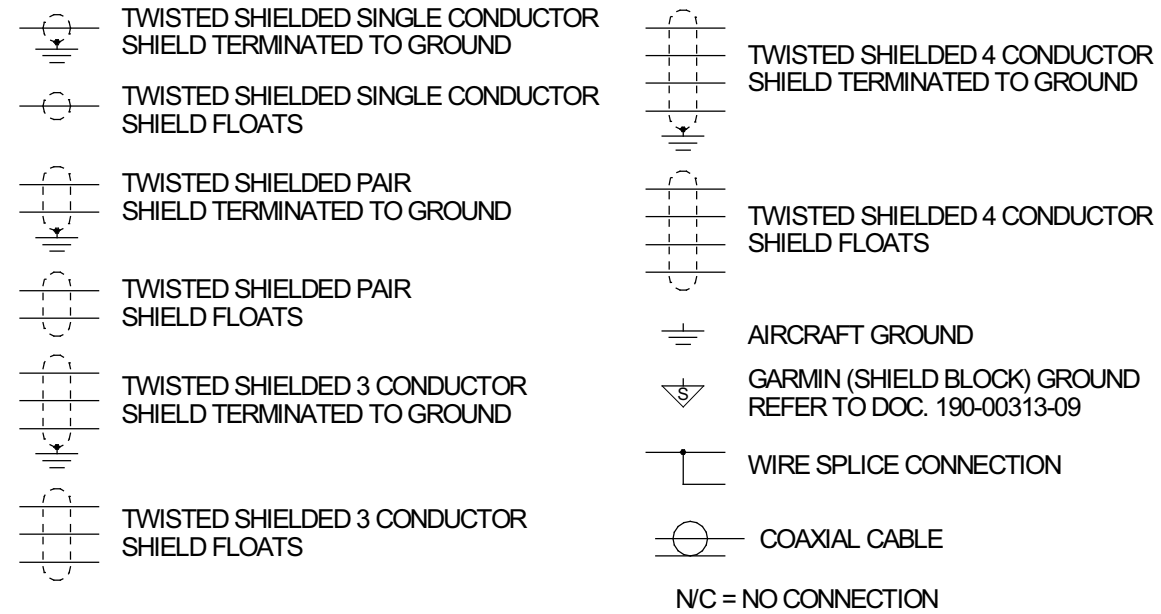 TWISTED SHIELDED SINGLE CONDUCTOR
SHIELD TERMINATED TO GROUND
TWISTED SHIELDED SINGLE CONDUCTOR
SHIELD FLOATS
TWISTED SHIELDED PAIR
SHIELD TERMINATED TO GROUND
TWISTED SHIELDED PAIR
SHIELD FLOATS
TWISTED SHIELDED 3 CONDUCTOR
SHIELD TERMINATED TO GROUND
TWISTED SHIELDED 3 CONDUCTOR
SHIELD FLOATS
TWISTED SHIELDED 4 CONDUCTOR
SHIELD TERMINATED TO GROUND
TWISTED SHIELDED 4 CONDUCTOR
SHIELD FLOATS
AIRCRAFT GROUND
S
GARMIN (SHIELD BLOCK) GROUND
REFER TO DOC. 190-00313-09
WIRE SPLICE CONNECTION
COAXIAL CABLE
N/C = NO CONNECTION